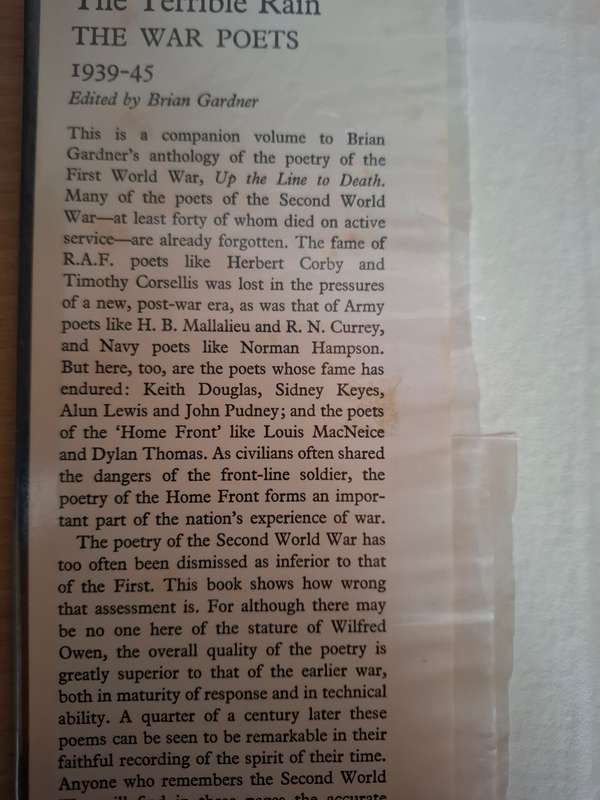 The Terrible Rain
THE WAR POETS
1939-45
Edited by Brian Gardner
This is a companion volume to Brian
Gardner's anthology of the poetry of the
First World War, Up the Line to Death.
Many of the poets of the Second World
War—at least forty of whom died on active
service—are already forgotten. The fame of
R.A.F. poets like Herbert Corby and
Timothy Corsellis was lost in the pressures
of a new, post-war era, as was that of Army
poets like H. B. Mallalieu and R. N. Currey,
and Navy poets like Norman Hampson.
But here, too, are the poets whose fame has
endured: Keith Douglas, Sidney Keyes,
Alun Lewis and John Pudney; and the poets
of the 'Home Front' like Louis MacNeice
and Dylan Thomas. As civilians often shared
the dangers of the front-line soldier, the
poetry of the Home Front forms an impor-
tant part of the nation's experience of war.
The poetry of the Second World War has
too often been dismissed as inferior to that
of the First. This book shows how wrong
that assessment is. For although there may
be no one here of the stature of Wilfred
Owen, the overall quality of the poetry is
greatly superior to that of the earlier war,
both in maturity of response and in technical
ability. A quarter of a century later these
poems can be seen to be remarkable in their
faithful recording of the spirit of their time.
Anyone who remembers the Second World
will find in these pages the accurate